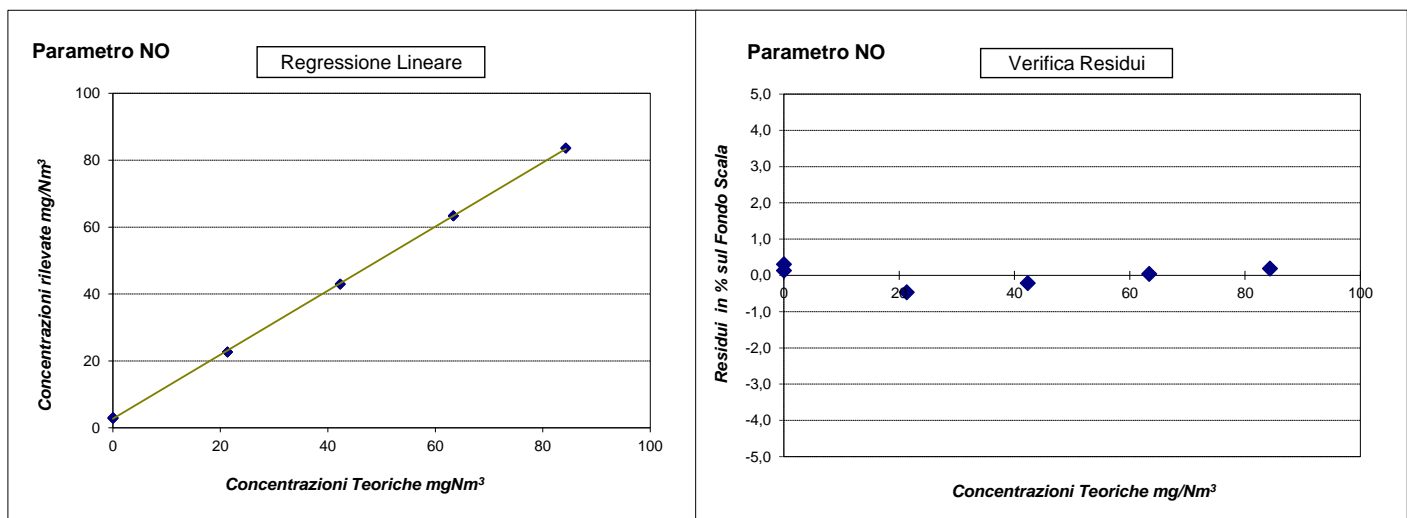 Parametro NO
Regressione Lineare
Concentrazioni rilevate mg/Nm³
100
80
60
40
20
0
0 20 40 60 80 100
Concentrazioni Teoriche mgNm³
Parametro NO
Verifica Residui
Residui in % sul Fondo Scala
5,0
4,0
3,0
2,0
1,0
0,0
-1,0
-2,0
-3,0
-4,0
-5,0
0 20 40 60 80 100
Concentrazioni Teoriche mg/Nm³